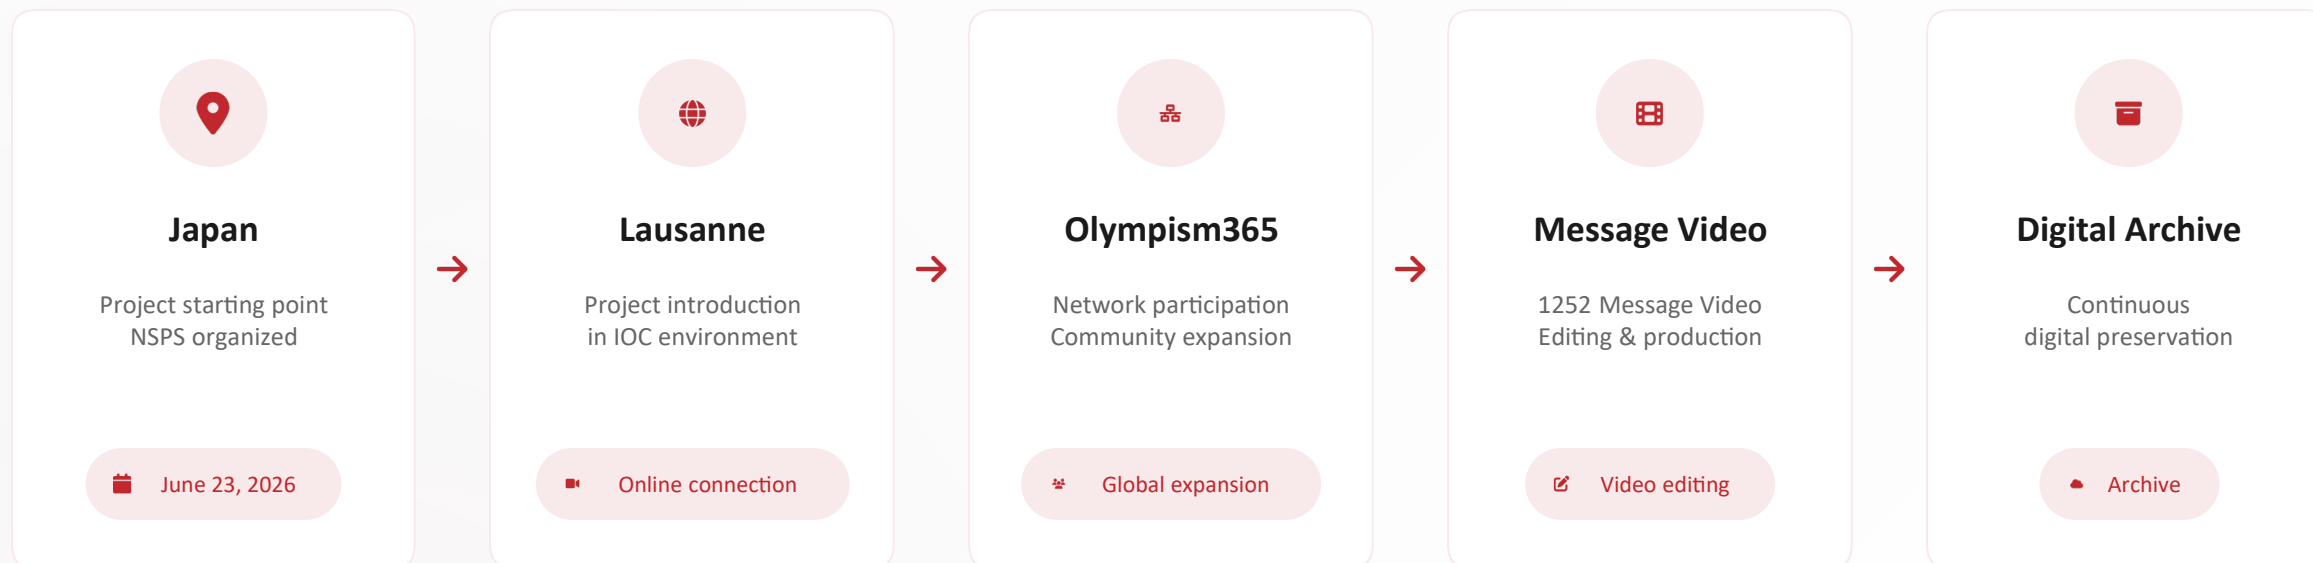 Japan
Project starting point
NSPS organized
June 23, 2026
Lausanne
Project introduction
in IOC environment
Online connection
Olympism365
Network participation
Community expansion
Global expansion
Message Video
1252 Message Video
Editing & production
Video editing
Digital Archive
Continuous
digital preservation
Archive